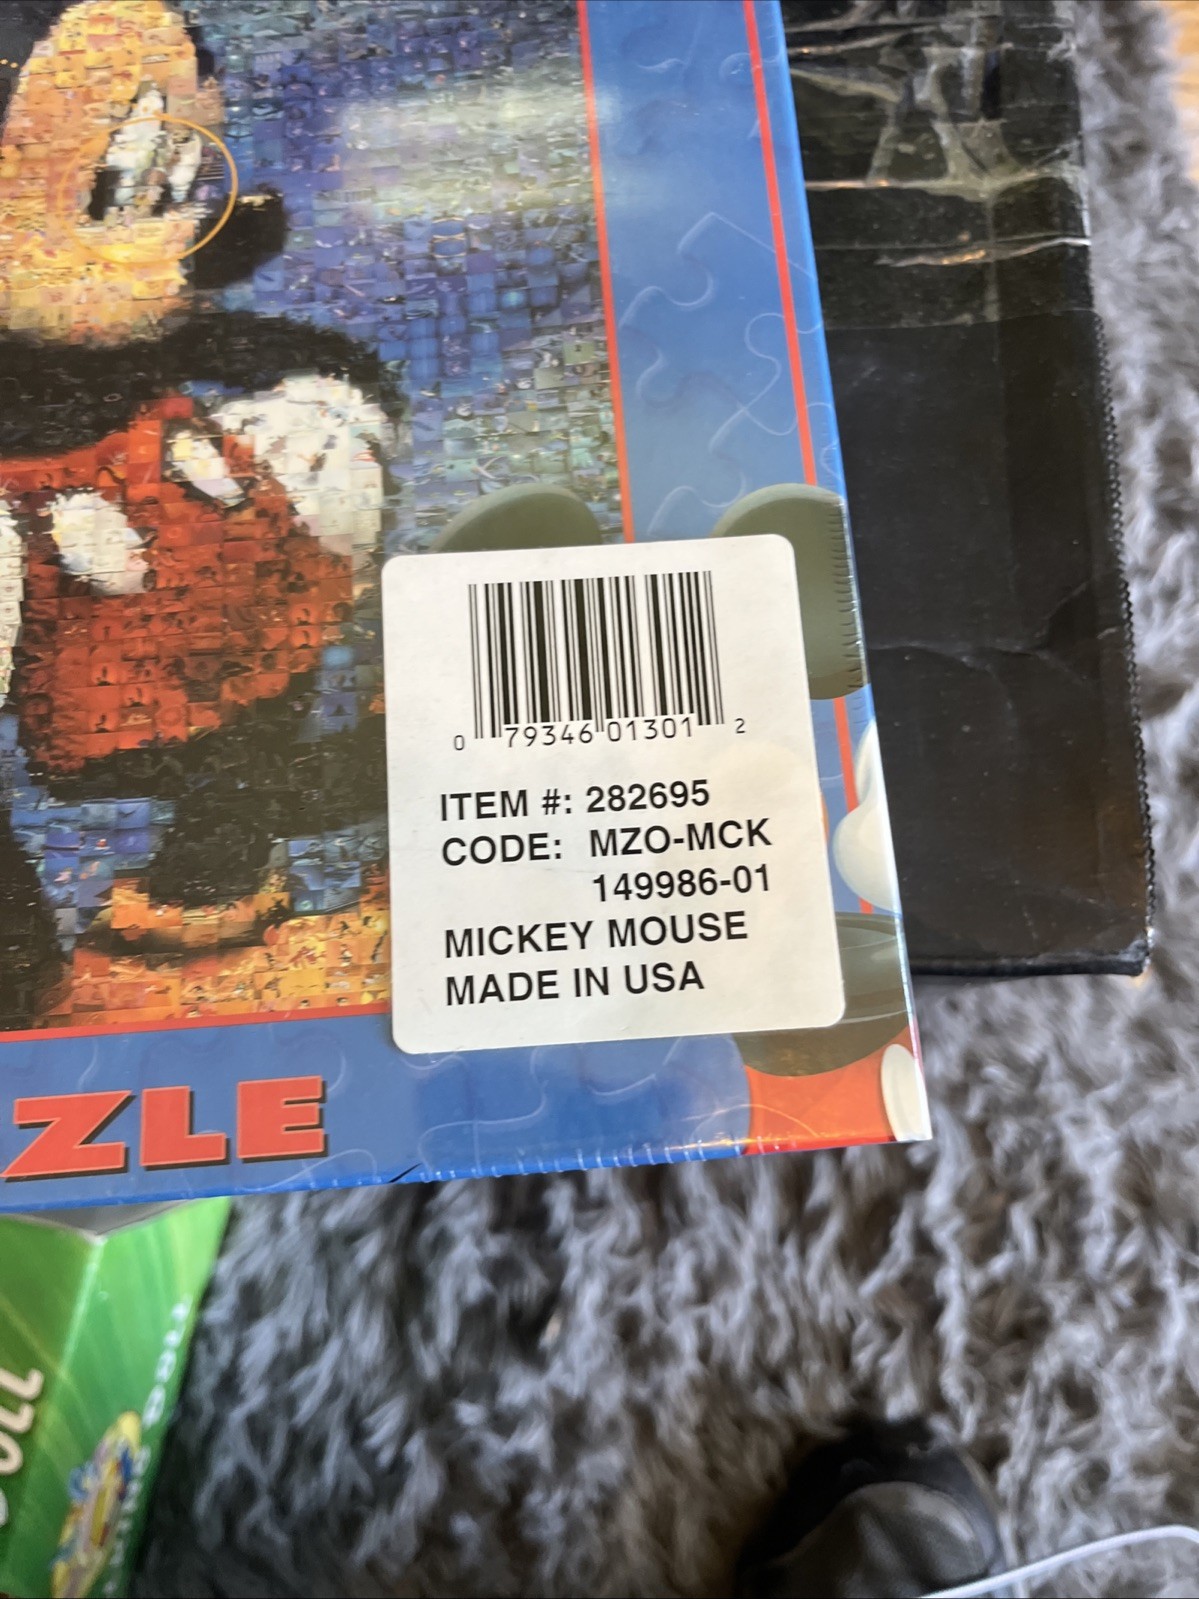 0 79346 01301 2
ITEM #: 282695
CODE: MZO-MCK
149986-01
MICKEY MOUSE
MADE IN USA
ZLE